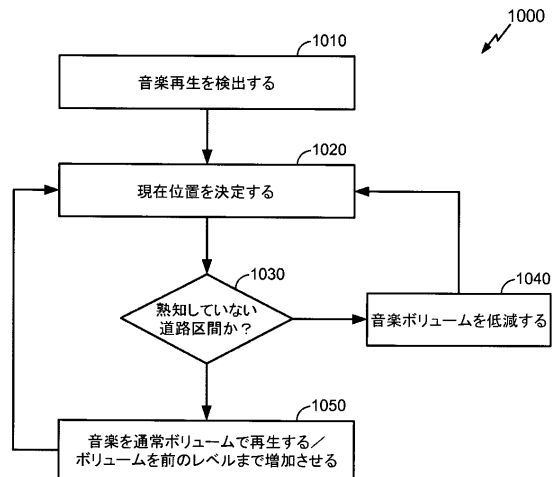 1000
1010
音楽再生を検出する
1020
現在位置を決定する
1030
熟知していない
道路区間か？
1040
音楽ボリュームを低減する
1050
音楽を通常ボリュームで再生する／
ボリュームを前のレベルまで増加させる